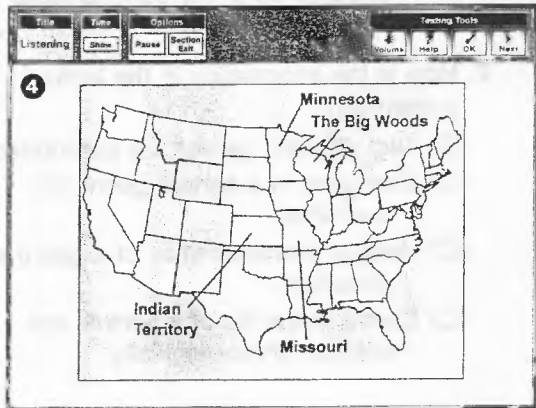 Title
Time
Options
Testing Tools
Listening
Show
Pause
Section
Exit
Volume
Help
OK
Next
4
Minnesota
The Big Woods
Indian
Territory
Missouri